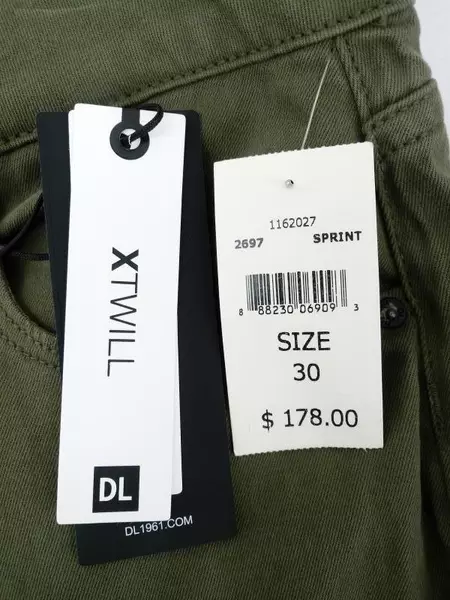 XTWILL
DL
DL1961.COM
1162027
2697 SPRINT
8 88230 06909 3
SIZE
30
$ 178.00